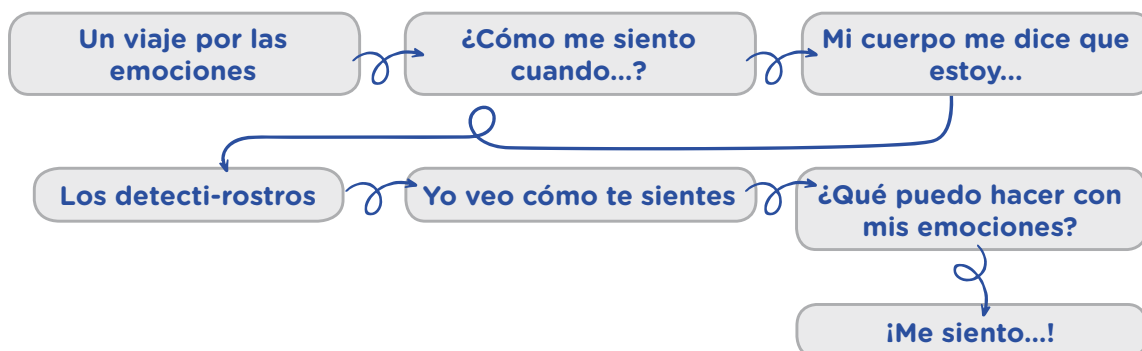 Un viaje por las
emociones
¿Cómo me siento
cuando...?
Mi cuerpo me dice que
estoy...
Los detecti-rostros
Yo veo cómo te sientes
¿Qué puedo hacer con
mis emociones?
¡Me siento...!